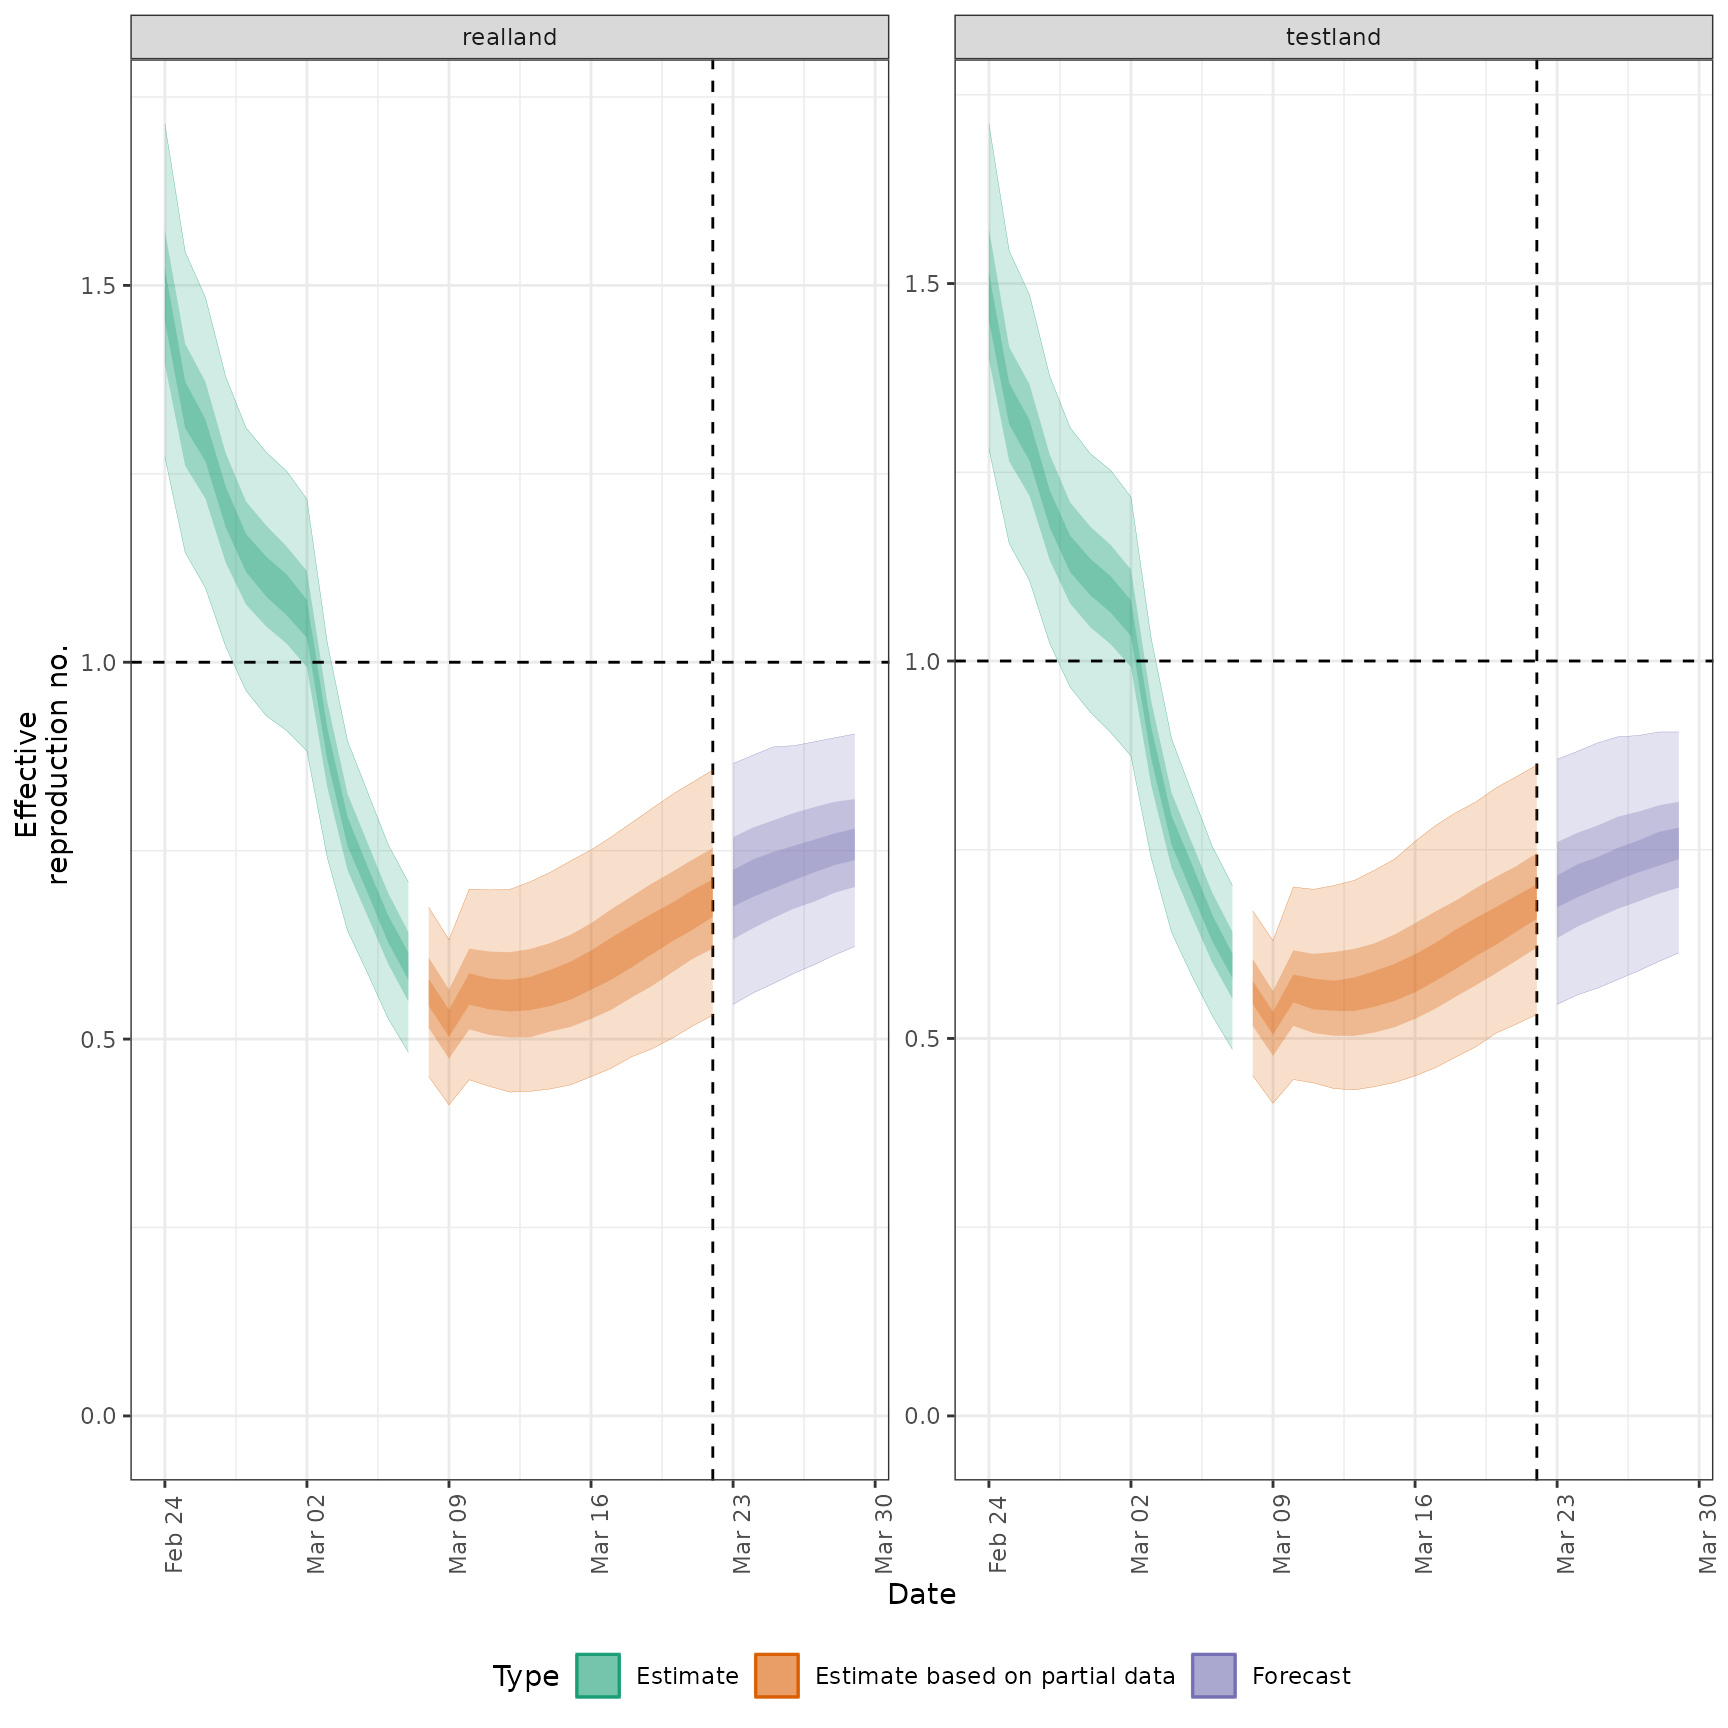 realland
testland
Effective
reproduction no.
1.5
1.0
0.5
0.0
1.5
1.0
0.5
0.0
Feb 24
Mar 02
Mar 09
Mar 16
Mar 23
Mar 30
Feb 24
Mar 02
Mar 09
Mar 16
Mar 23
Mar 30
Date
Type Estimate Estimate based on partial data Forecast